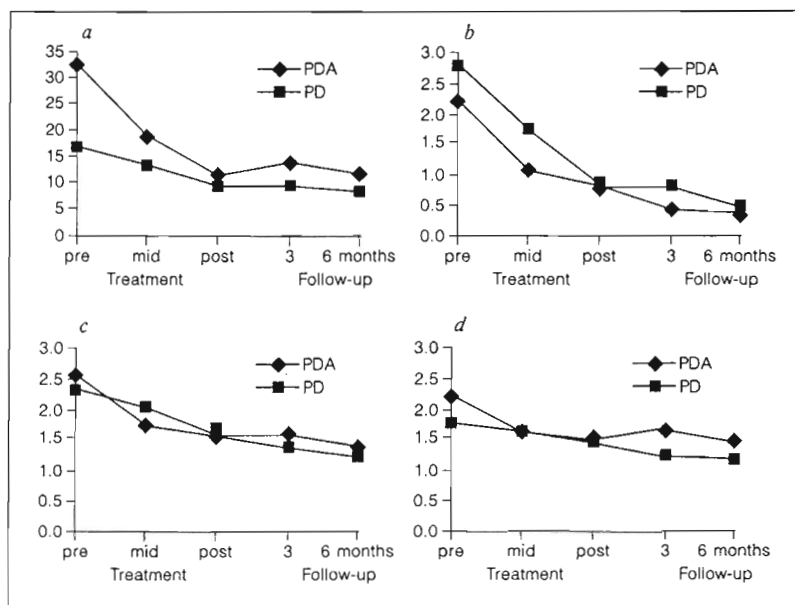 a
35
30
25
20
15
10
5
0
PDA
PD
pre mid post 3 6 months
Treatment Follow-up
b
3.0
2.5
2.0
1.5
1.0
0.5
0.0
PDA
PD
pre mid post 3 6 months
Treatment Follow-up
c
3.0
2.5
2.0
1.5
1.0
0.5
0.0
PDA
PD
pre mid post 3 6 months
Treatment Follow-up
d
3.0
2.5
2.0
1.5
1.0
0.5
0.0
PDA
PD
pre mid post 3 6 months
Treatment Follow-up